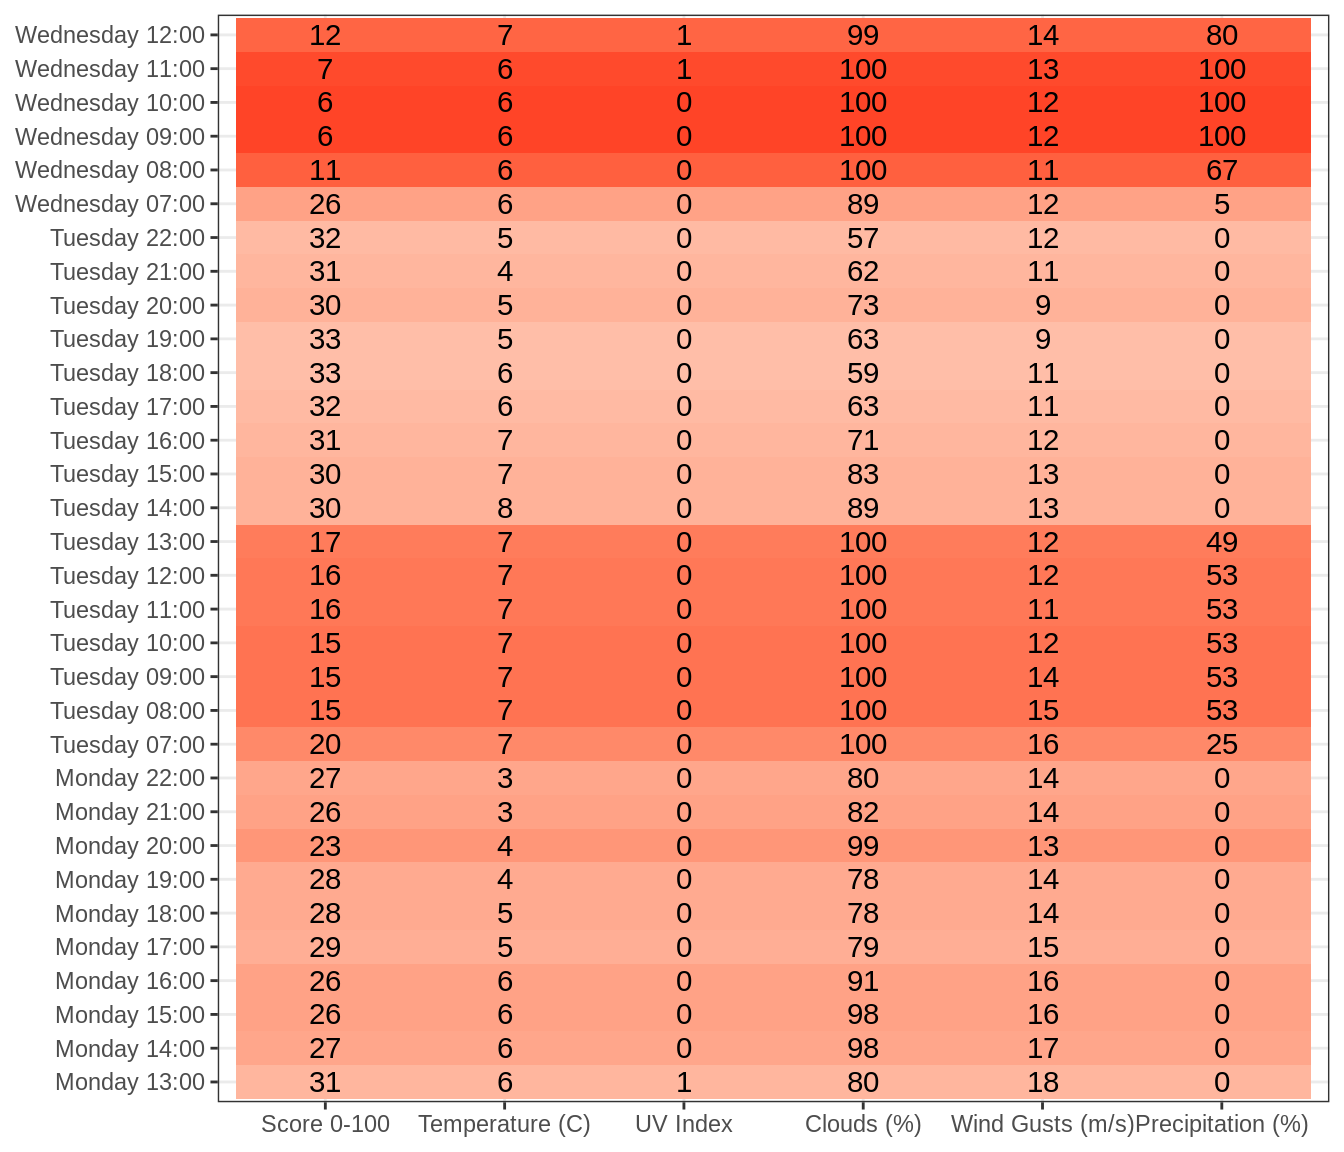 Wednesday 12:00 12 7 1 99 14 80
Wednesday 11:00 7 6 1 100 13 100
Wednesday 10:00 6 6 0 100 12 100
Wednesday 09:00 6 6 0 100 12 100
Wednesday 08:00 11 6 0 100 11 67
Wednesday 07:00 26 6 0 89 12 5
Tuesday 22:00 32 5 0 57 12 0
Tuesday 21:00 31 4 0 62 11 0
Tuesday 20:00 30 5 0 73 9 0
Tuesday 19:00 33 5 0 63 9 0
Tuesday 18:00 33 6 0 59 11 0
Tuesday 17:00 32 6 0 63 11 0
Tuesday 16:00 31 7 0 71 12 0
Tuesday 15:00 30 7 0 83 13 0
Tuesday 14:00 30 8 0 89 13 0
Tuesday 13:00 17 7 0 100 12 49
Tuesday 12:00 16 7 0 100 12 53
Tuesday 11:00 16 7 0 100 11 53
Tuesday 10:00 15 7 0 100 12 53
Tuesday 09:00 15 7 0 100 14 53
Tuesday 08:00 15 7 0 100 15 53
Tuesday 07:00 20 7 0 100 16 25
Monday 22:00 27 3 0 80 14 0
Monday 21:00 26 3 0 82 14 0
Monday 20:00 23 4 0 99 13 0
Monday 19:00 28 4 0 78 14 0
Monday 18:00 28 5 0 78 14 0
Monday 17:00 29 5 0 79 15 0
Monday 16:00 26 6 0 91 16 0
Monday 15:00 26 6 0 98 16 0
Monday 14:00 27 6 0 98 17 0
Monday 13:00 31 6 1 80 18 0
Score 0-100 Temperature (C) UV Index Clouds (%) Wind Gusts (m/s) Precipitation (%)